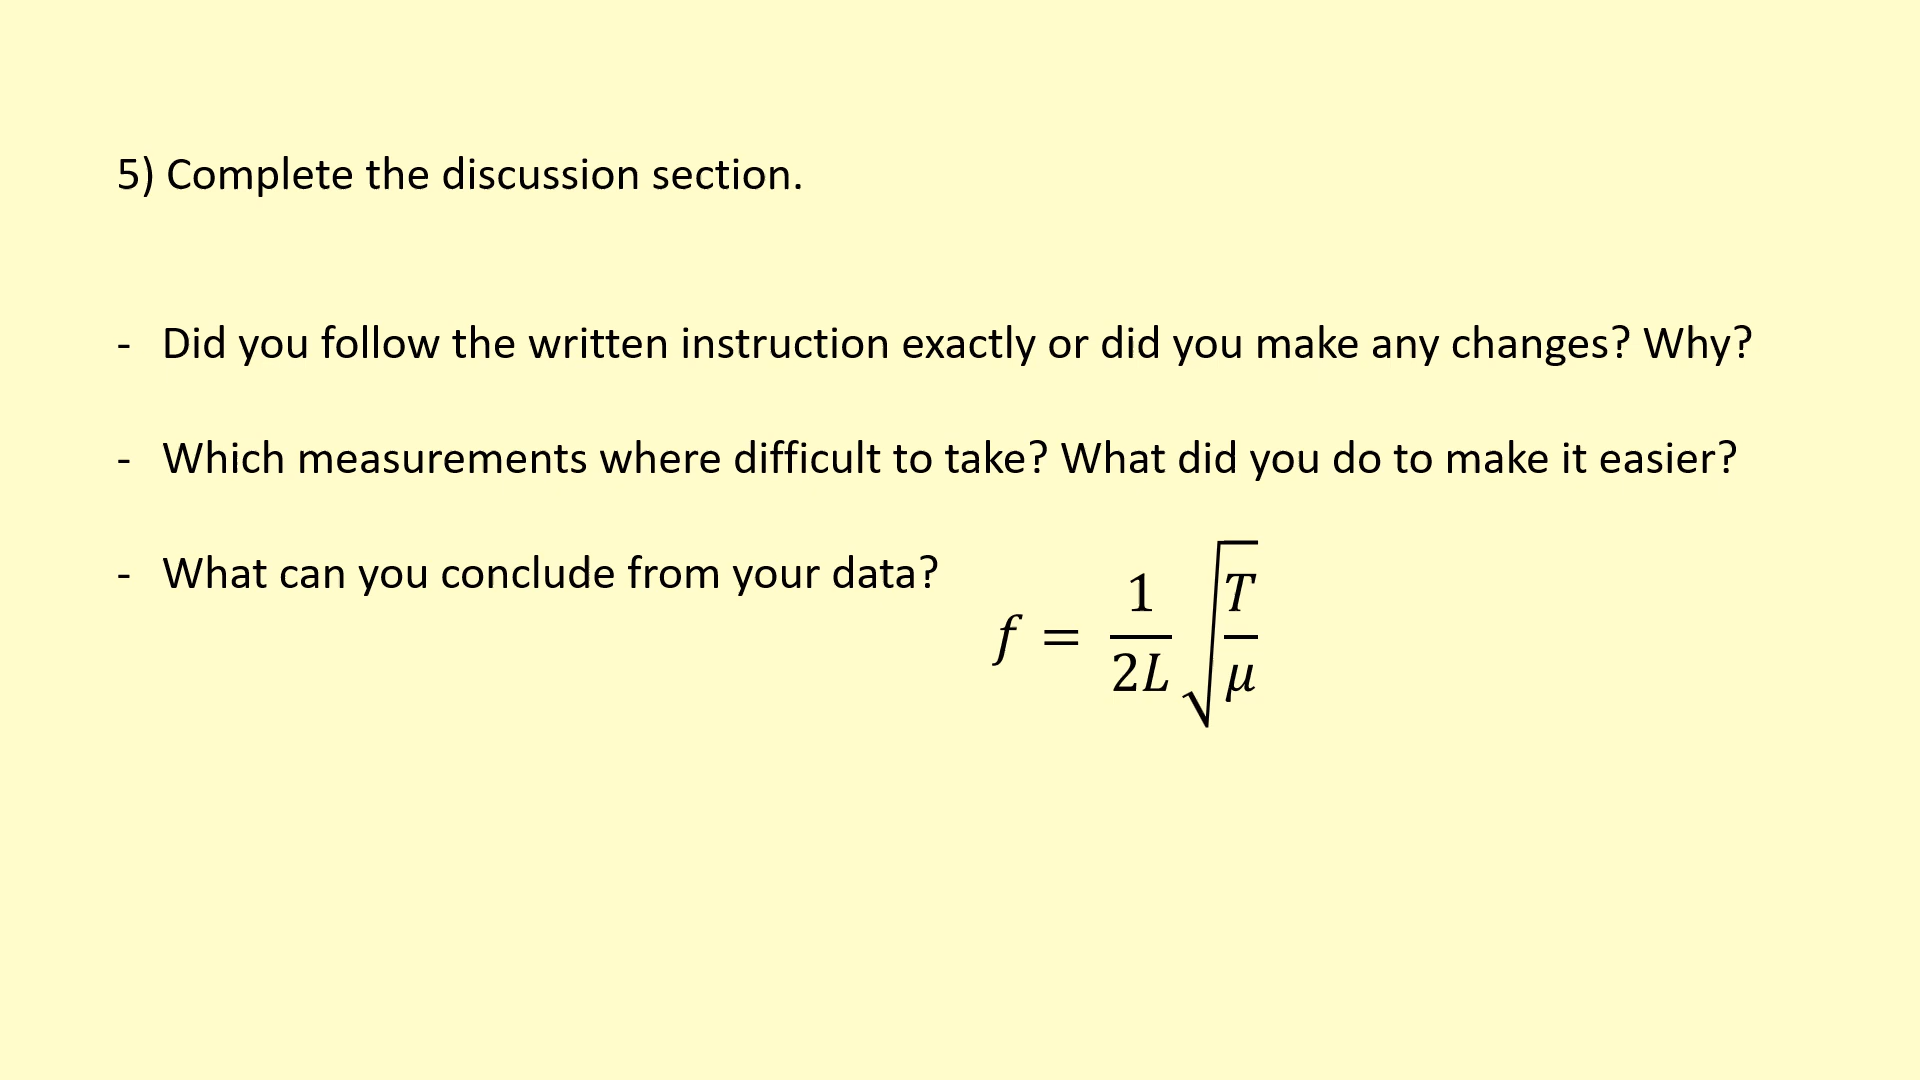 5) Complete the discussion section.
- Did you follow the written instruction exactly or did you make any changes? Why?
- Which measurements where difficult to take? What did you do to make it easier?
- What can you conclude from your data?
f = 1/2L √T/μ